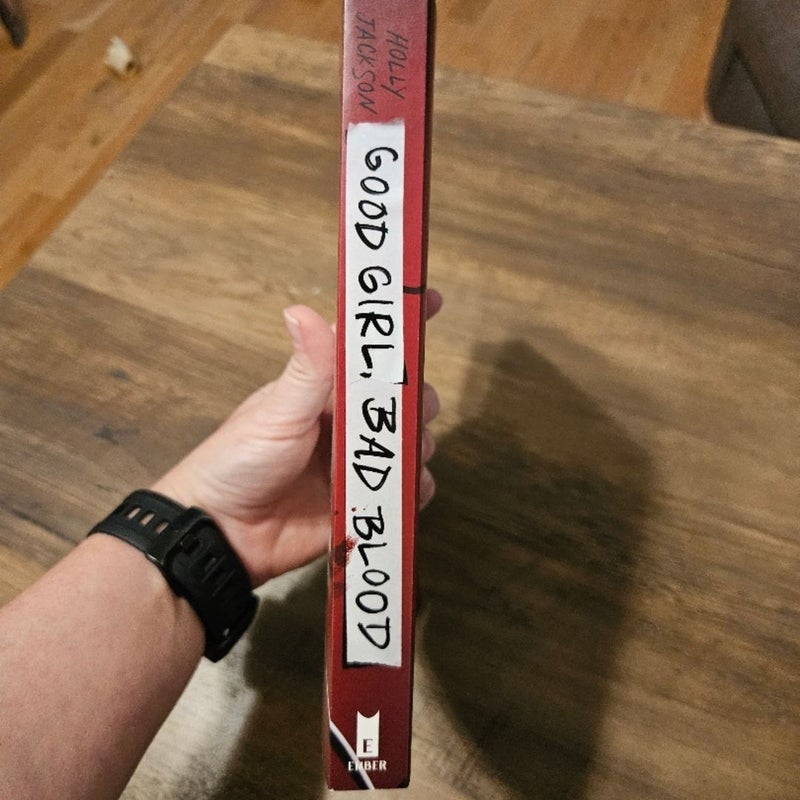 HOLLY
JACKSON
GOOD GIRL, BAD BLOOD
E
EMBER